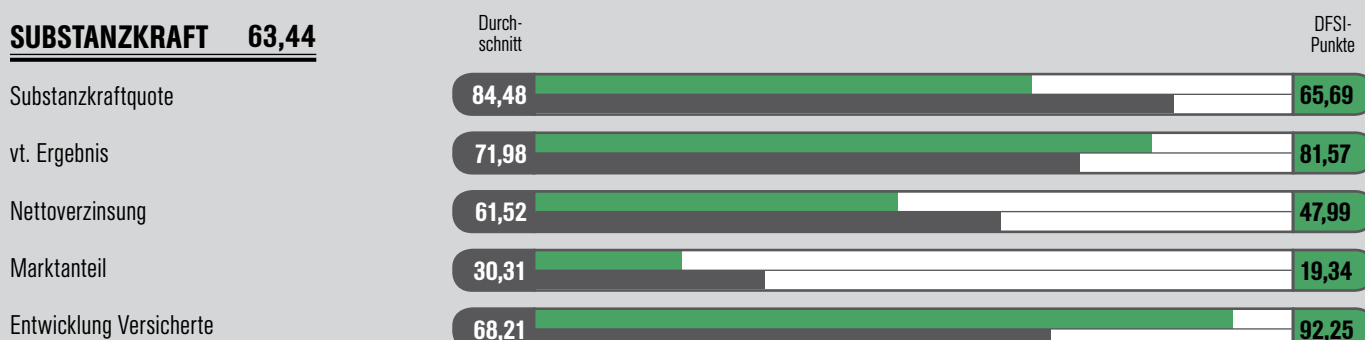 SUBSTANZKRAFT 63,44
Durch-
schnitt
DFSI-
Punkte
Substanzkraftquote 84,48 65,69
vt. Ergebnis 71,98 81,57
Nettoverzinsung 61,52 47,99
Marktanteil 30,31 19,34
Entwicklung Versicherte 68,21 92,25